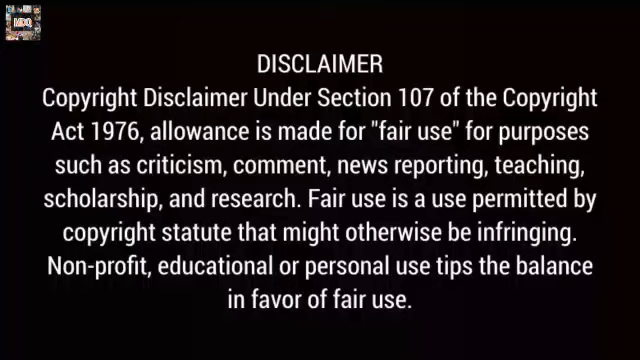 DISCLAIMER
Copyright Disclaimer Under Section 107 of the Copyright
Act 1976, allowance is made for "fair use" for purposes
such as criticism, comment, news reporting, teaching,
scholarship, and research. Fair use is a use permitted by
copyright statute that might otherwise be infringing.
Non-profit, educational or personal use tips the balance
in favor of fair use.